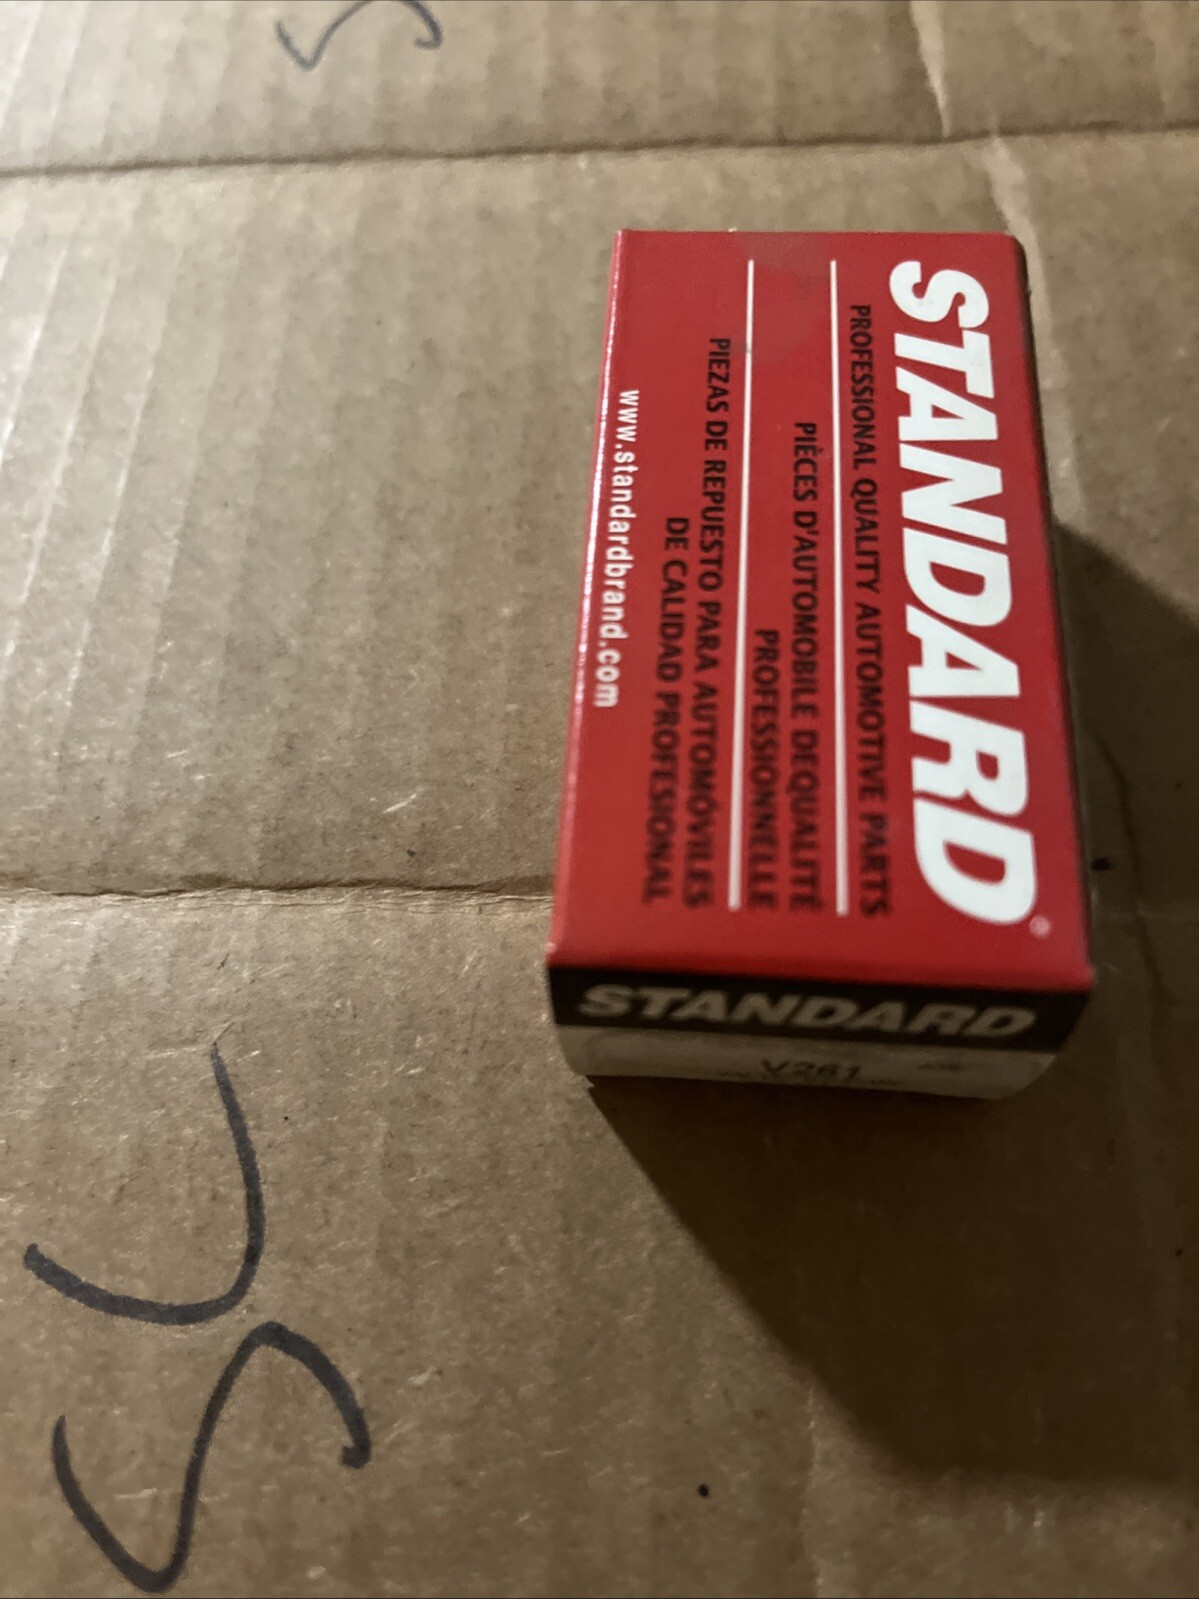 STANDARD®
PROFESSIONAL QUALITY AUTOMOTIVE PARTS
PIÈCES D'AUTOMOBILE DEQUALITÉ
PROFESSIONNELLE
PIEZAS DE REPUESTO PARA AUTOMÓVILES
DE CALIDAD PROFESIONAL
www.standardbrand.com
STANDARD
V261